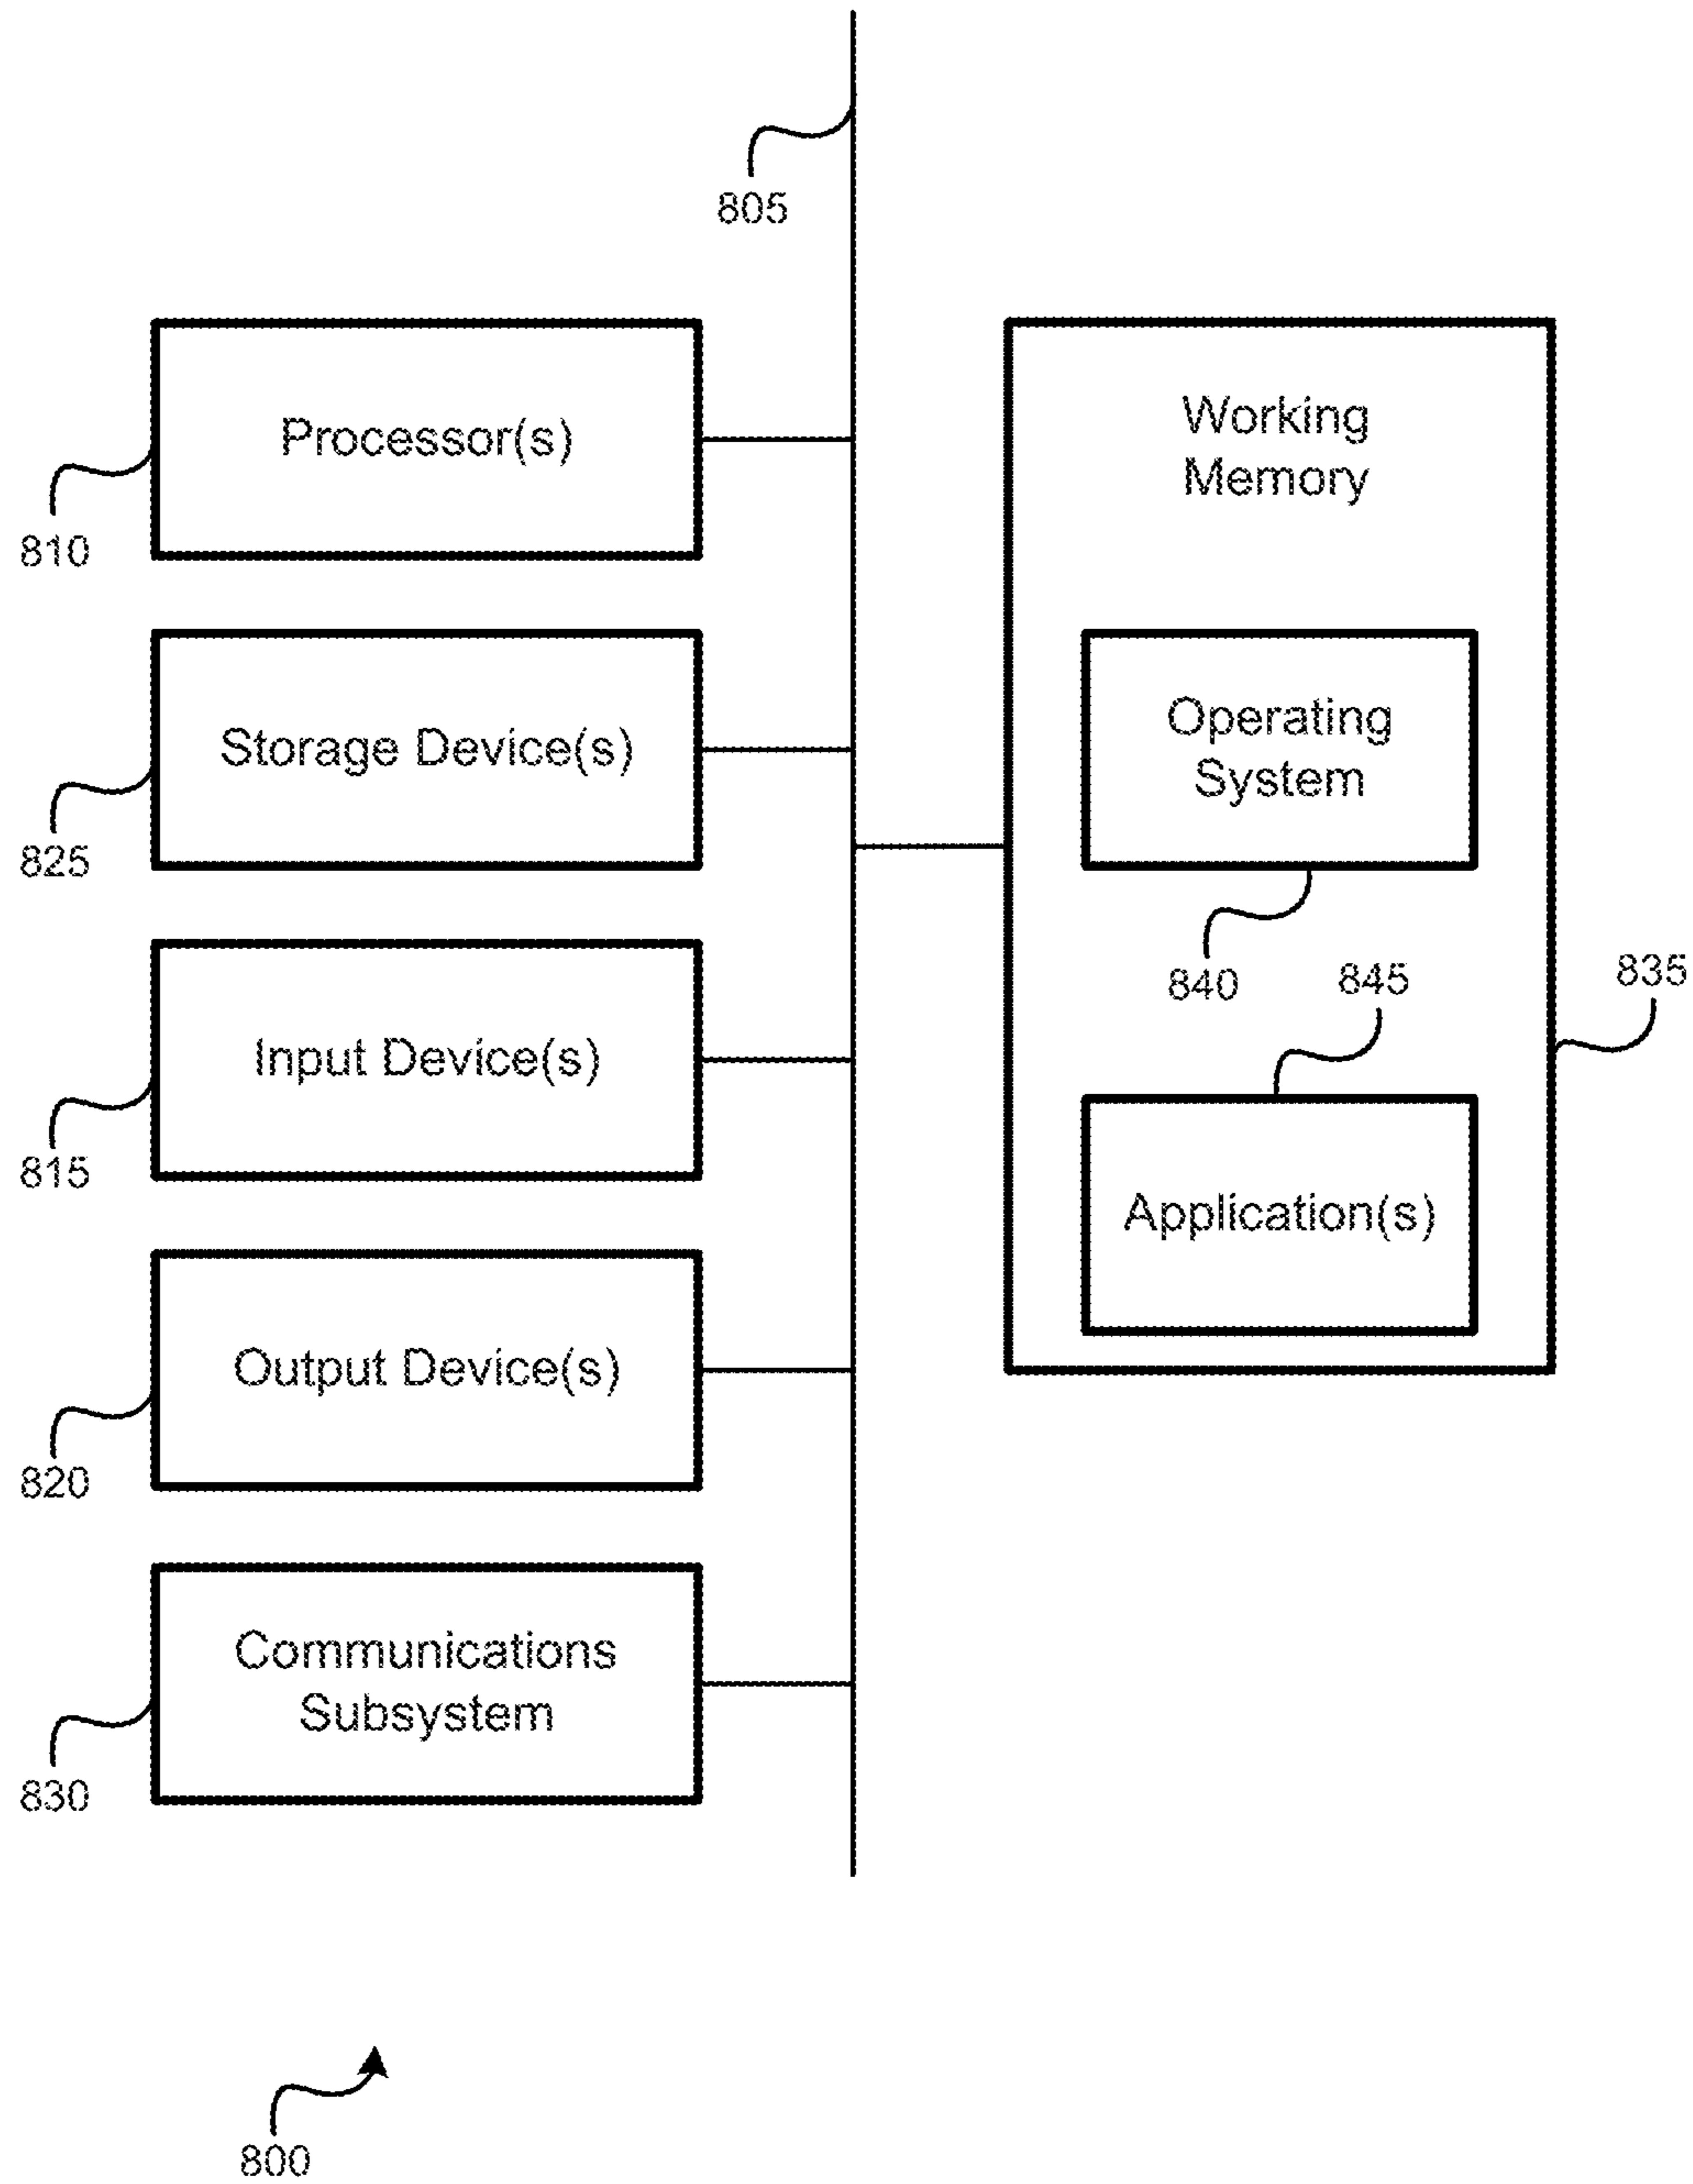 805
Processor(s)
810
Storage Device(s)
825
Input Device(s)
815
Output Device(s)
820
Communications
Subsystem
830
Working
Memory
Operating
System
840
845
835
Application(s)
800